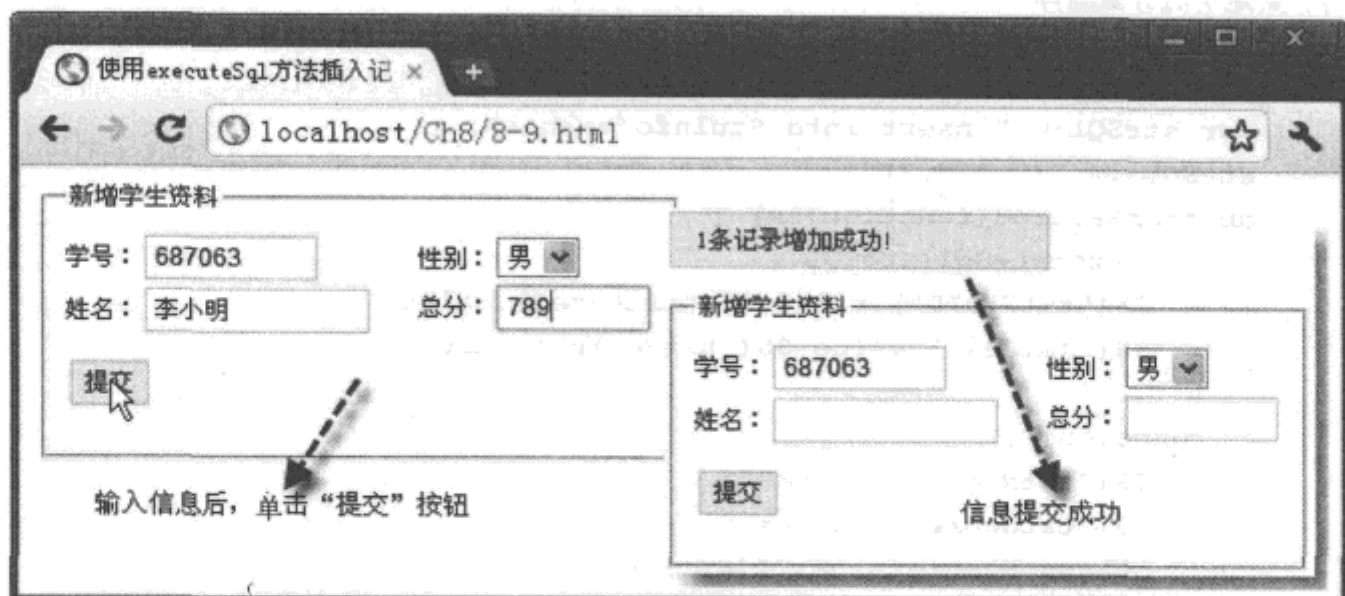 使用executeSql方法插入记
localhost/Ch8/8-9.html
新增学生资料
学号： 687063 性别： 男
姓名： 李小明 总分： 789
提交
输入信息后，单击“提交”按钮
1条记录增加成功！
新增学生资料
学号： 687063 性别： 男
姓名： 总分：
提交
信息提交成功